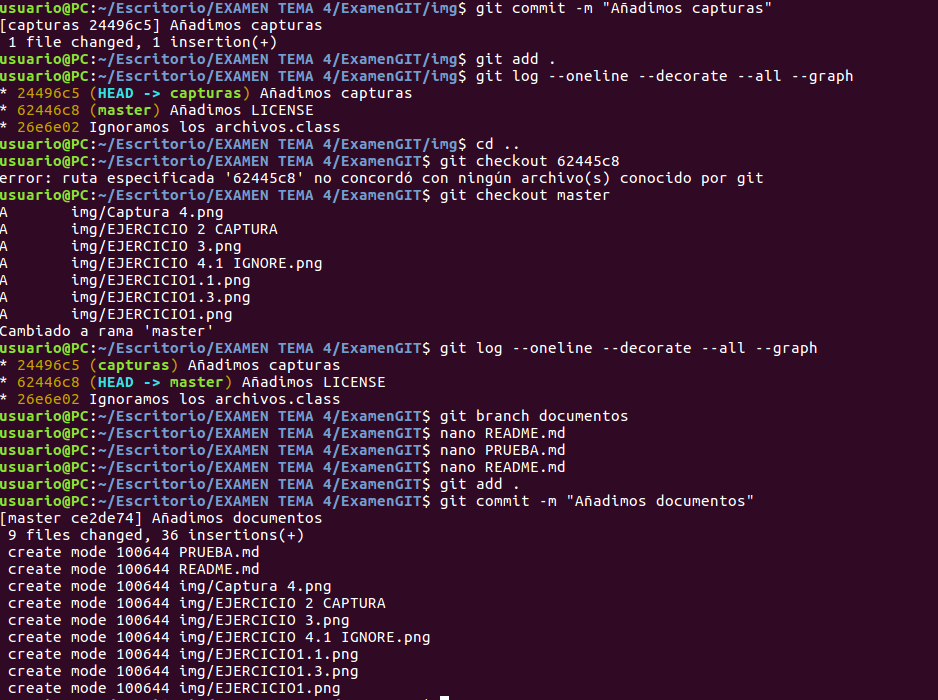 usuario@PC:~/Escritorio/EXAMEN TEMA 4/ExamenGIT/img$ git commit -m "Añadimos capturas"
[capturas 24496c5] Añadimos capturas
 1 file changed, 1 insertion(+)
usuario@PC:~/Escritorio/EXAMEN TEMA 4/ExamenGIT/img$ git add .
usuario@PC:~/Escritorio/EXAMEN TEMA 4/ExamenGIT/img$ git log --oneline --decorate --all --graph
* 24496c5 (HEAD -> capturas) Añadimos capturas
* 62446c8 (master) Añadimos LICENSE
* 26e6e02 Ignoramos los archivos.class
usuario@PC:~/Escritorio/EXAMEN TEMA 4/ExamenGIT/img$ cd ..
usuario@PC:~/Escritorio/EXAMEN TEMA 4/ExamenGIT$ git checkout 62445c8
error: ruta especificada '62445c8' no concordó con ningún archivo(s) conocido por git
usuario@PC:~/Escritorio/EXAMEN TEMA 4/ExamenGIT$ git checkout master
A       img/Captura 4.png
A       img/EJERCICIO 2 CAPTURA
A       img/EJERCICIO 3.png
A       img/EJERCICIO 4.1 IGNORE.png
A       img/EJERCICIO1.1.png
A       img/EJERCICIO1.3.png
A       img/EJERCICIO1.png
Cambiado a rama 'master'
usuario@PC:~/Escritorio/EXAMEN TEMA 4/ExamenGIT$ git log --oneline --decorate --all --graph
* 24496c5 (capturas) Añadimos capturas
* 62446c8 (HEAD -> master) Añadimos LICENSE
* 26e6e02 Ignoramos los archivos.class
usuario@PC:~/Escritorio/EXAMEN TEMA 4/ExamenGIT$ git branch documentos
usuario@PC:~/Escritorio/EXAMEN TEMA 4/ExamenGIT$ nano README.md
usuario@PC:~/Escritorio/EXAMEN TEMA 4/ExamenGIT$ nano PRUEBA.md
usuario@PC:~/Escritorio/EXAMEN TEMA 4/ExamenGIT$ nano README.md
usuario@PC:~/Escritorio/EXAMEN TEMA 4/ExamenGIT$ git add .
usuario@PC:~/Escritorio/EXAMEN TEMA 4/ExamenGIT$ git commit -m "Añadimos documentos"
[master ce2de74] Añadimos documentos
 9 files changed, 36 insertions(+)
 create mode 100644 PRUEBA.md
 create mode 100644 README.md
 create mode 100644 img/Captura 4.png
 create mode 100644 img/EJERCICIO 2 CAPTURA
 create mode 100644 img/EJERCICIO 3.png
 create mode 100644 img/EJERCICIO 4.1 IGNORE.png
 create mode 100644 img/EJERCICIO1.1.png
 create mode 100644 img/EJERCICIO1.3.png
 create mode 100644 img/EJERCICIO1.png